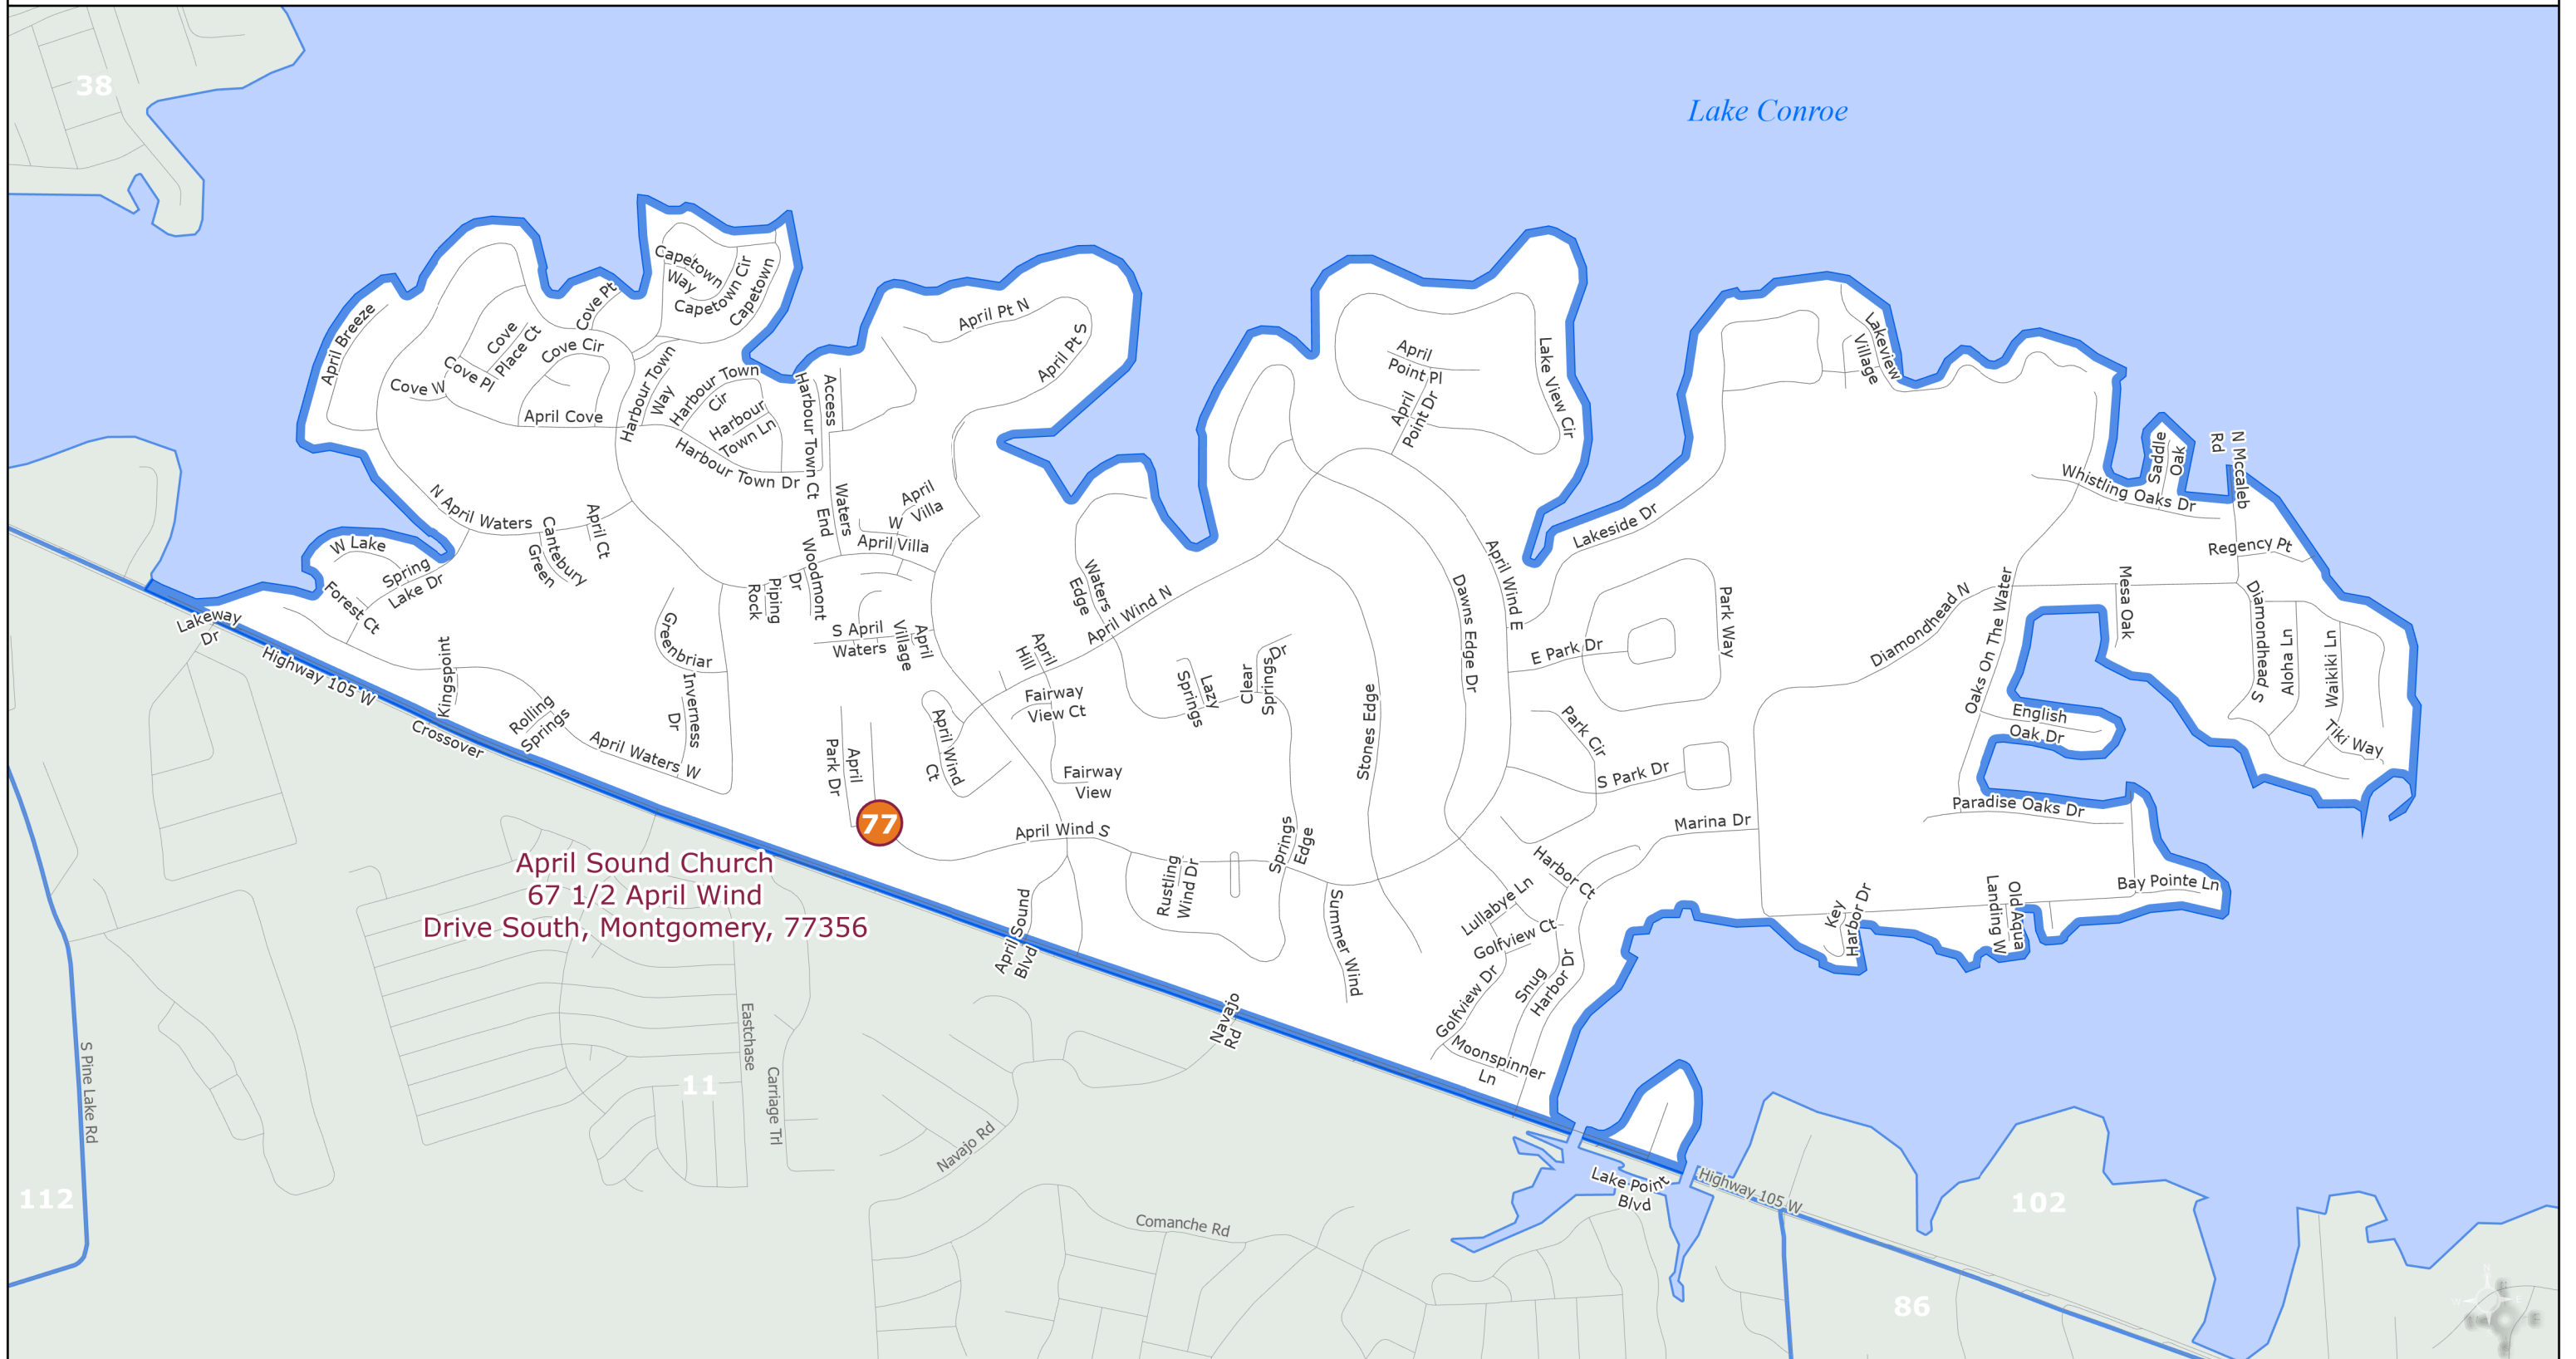 38
Lake Conroe
Capetown
Way
Capetown Cir
Capetown
Cove Pt
April Breeze
Cove
Place Ct
Cove Cir
Cove Pl
Cove W
April Cove
Harbour Town
Way
Harbour Town
Cir
Harbour
Town Ln
Harbour Town Dr
Harbour Town Ct
Access
End
Waters
April Pt N
April Pt S
April
Point Pl
April
Point Dr
Lake View Cir
Lakeview
Village
Saddle
Oak
N Mccaleb
Rd
Whistling Oaks Dr
Regency Pt
N April Waters
Cantebury
Green
April Ct
W Lake
Spring
Lake Dr
Forest Ct
Lakeway
Dr
Highway 105 W
Kingspoint
Crossover
Rolling
Springs
April Waters W
Greenbriar
Inverness
Dr
Piping
Rock
Woodmont
Dr
April
Villa
W
April Villa
S April
Waters
April
Village
April
Park Dr
April Wind
Ct
April
Hill
Fairway
View Ct
Fairway
View
Waters
Edge
April Wind N
Lazy
Springs
Clear
Springs Dr
Stones Edge
Dawns Edge Dr
April Wind E
Lakeside Dr
E Park Dr
Park Way
Park Cir
S Park Dr
Marina Dr
Diamondhead N
Oaks On The Water
Mesa Oak
Diamondhead S
Aloha Ln
Waikiki Ln
Tiki Way
English
Oak Dr
Paradise Oaks Dr
Bay Pointe Ln
Old Aqua
Landing W
Key
Harbor Dr
77
April Sound Church
67 1/2 April Wind
Drive South, Montgomery, 77356
April Wind S
Springs
Edge
Rustling
Wind Dr
Summer Wind
April Sound
Blvd
Navajo
Rd
Harbor Ct
Lullabye Ln
Golfview Ct
Golfview Dr
Snug
Harbor Dr
Moonspinner
Ln
Lake Point
Blvd
Highway 105 W
Eastchase
Carriage Trl
11
S Pine Lake Rd
112
Navajo Rd
Comanche Rd
102
86